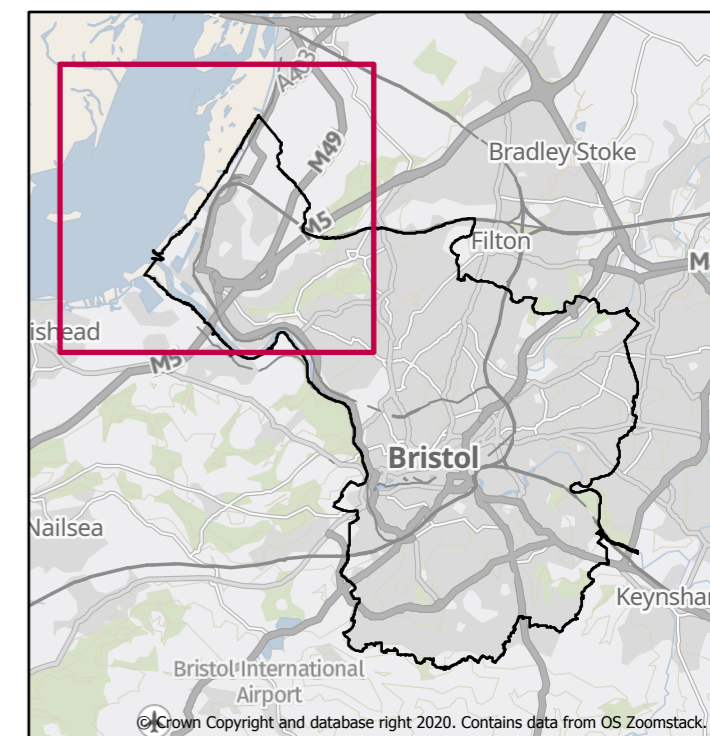 A403
M49
Bradley Stoke
M5
Filton
M
ishead
M5
Bristol
Nailsea
Keynshar
Bristol International
Airport
© Crown Copyright and database right 2020. Contains data from OS Zoomstack.